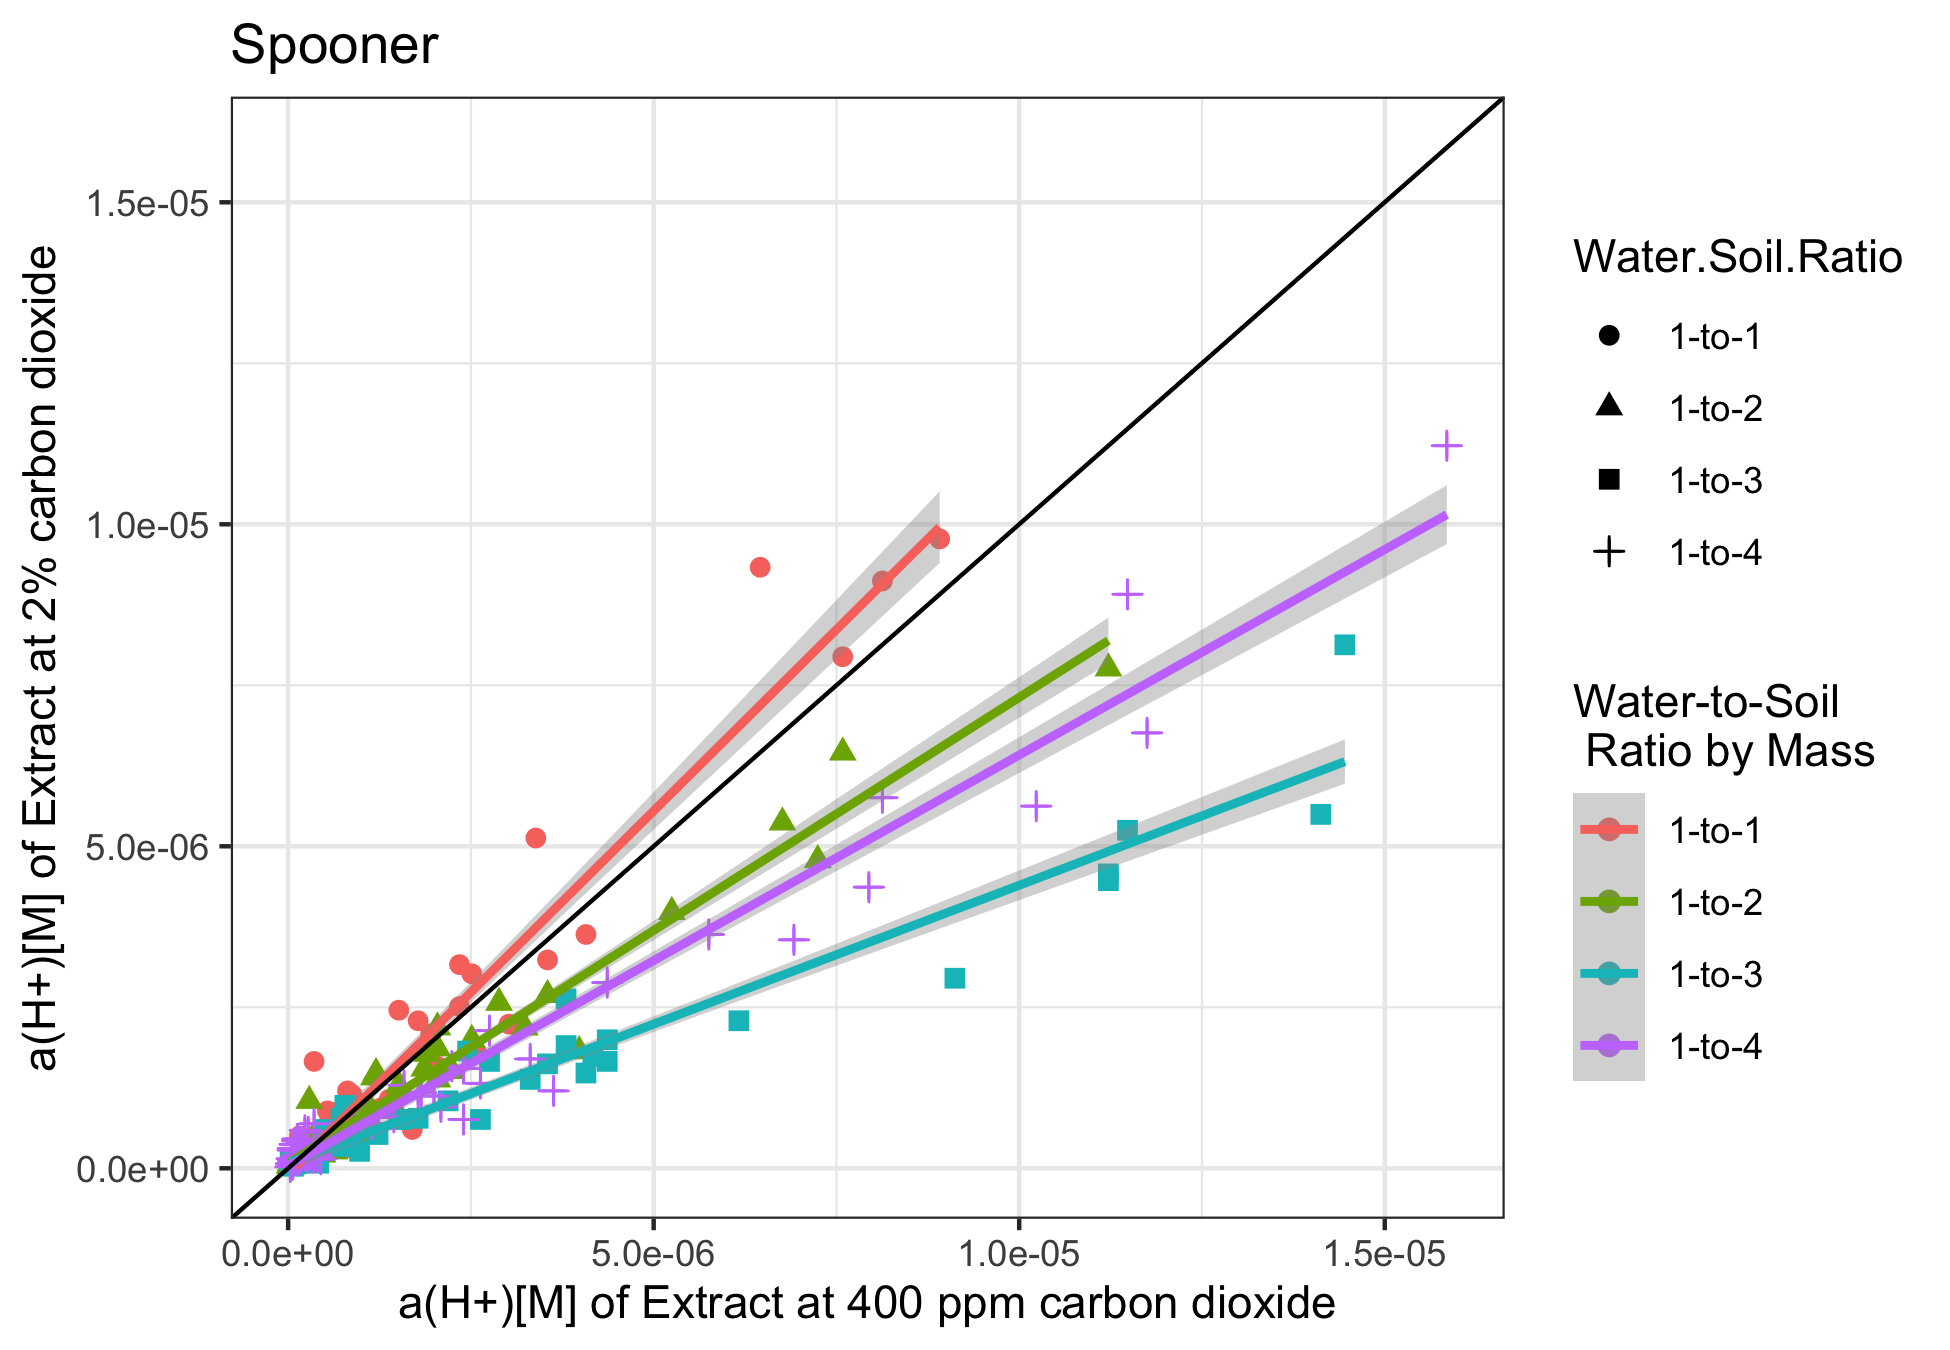 Spooner
a(H+)[M] of Extract at 2% carbon dioxide
1.5e-05
1.0e-05
5.0e-06
0.0e+00
0.0e+00
5.0e-06
1.0e-05
1.5e-05
a(H+)[M] of Extract at 400 ppm carbon dioxide
Water.Soil.Ratio
1-to-1
1-to-2
1-to-3
1-to-4
Water-to-Soil
Ratio by Mass
1-to-1
1-to-2
1-to-3
1-to-4